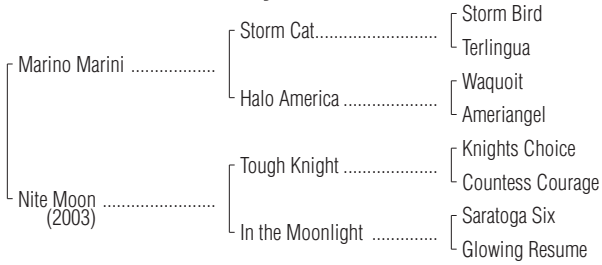 Storm Bird
Storm Cat..............................
Terlingua
Marino Marini ..................
Waquoit
Halo America ....................
Ameriangel
Knights Choice
Tough Knight ....................
Countess Courage
Nite Moon ........................
(2003)
Saratoga Six
In the Moonlight ..............
Glowing Resume